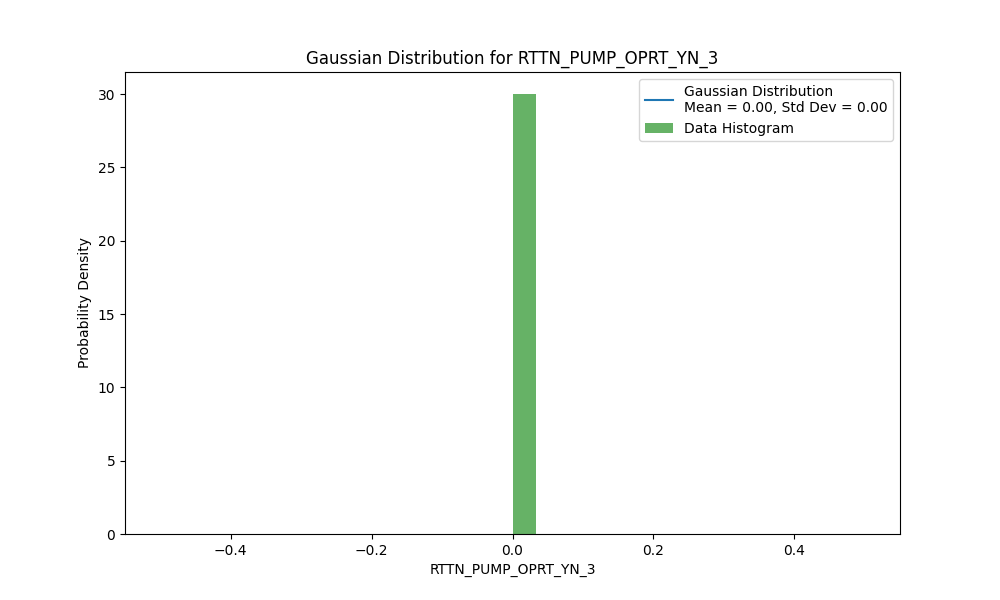 Gaussian Distribution for RTTN_PUMP_OPRT_YN_3
Gaussian Distribution
Mean = 0.00, Std Dev = 0.00
Data Histogram
Probability Density
30
25
20
15
10
5
0
−0.4
−0.2
0.0
0.2
0.4
RTTN_PUMP_OPRT_YN_3